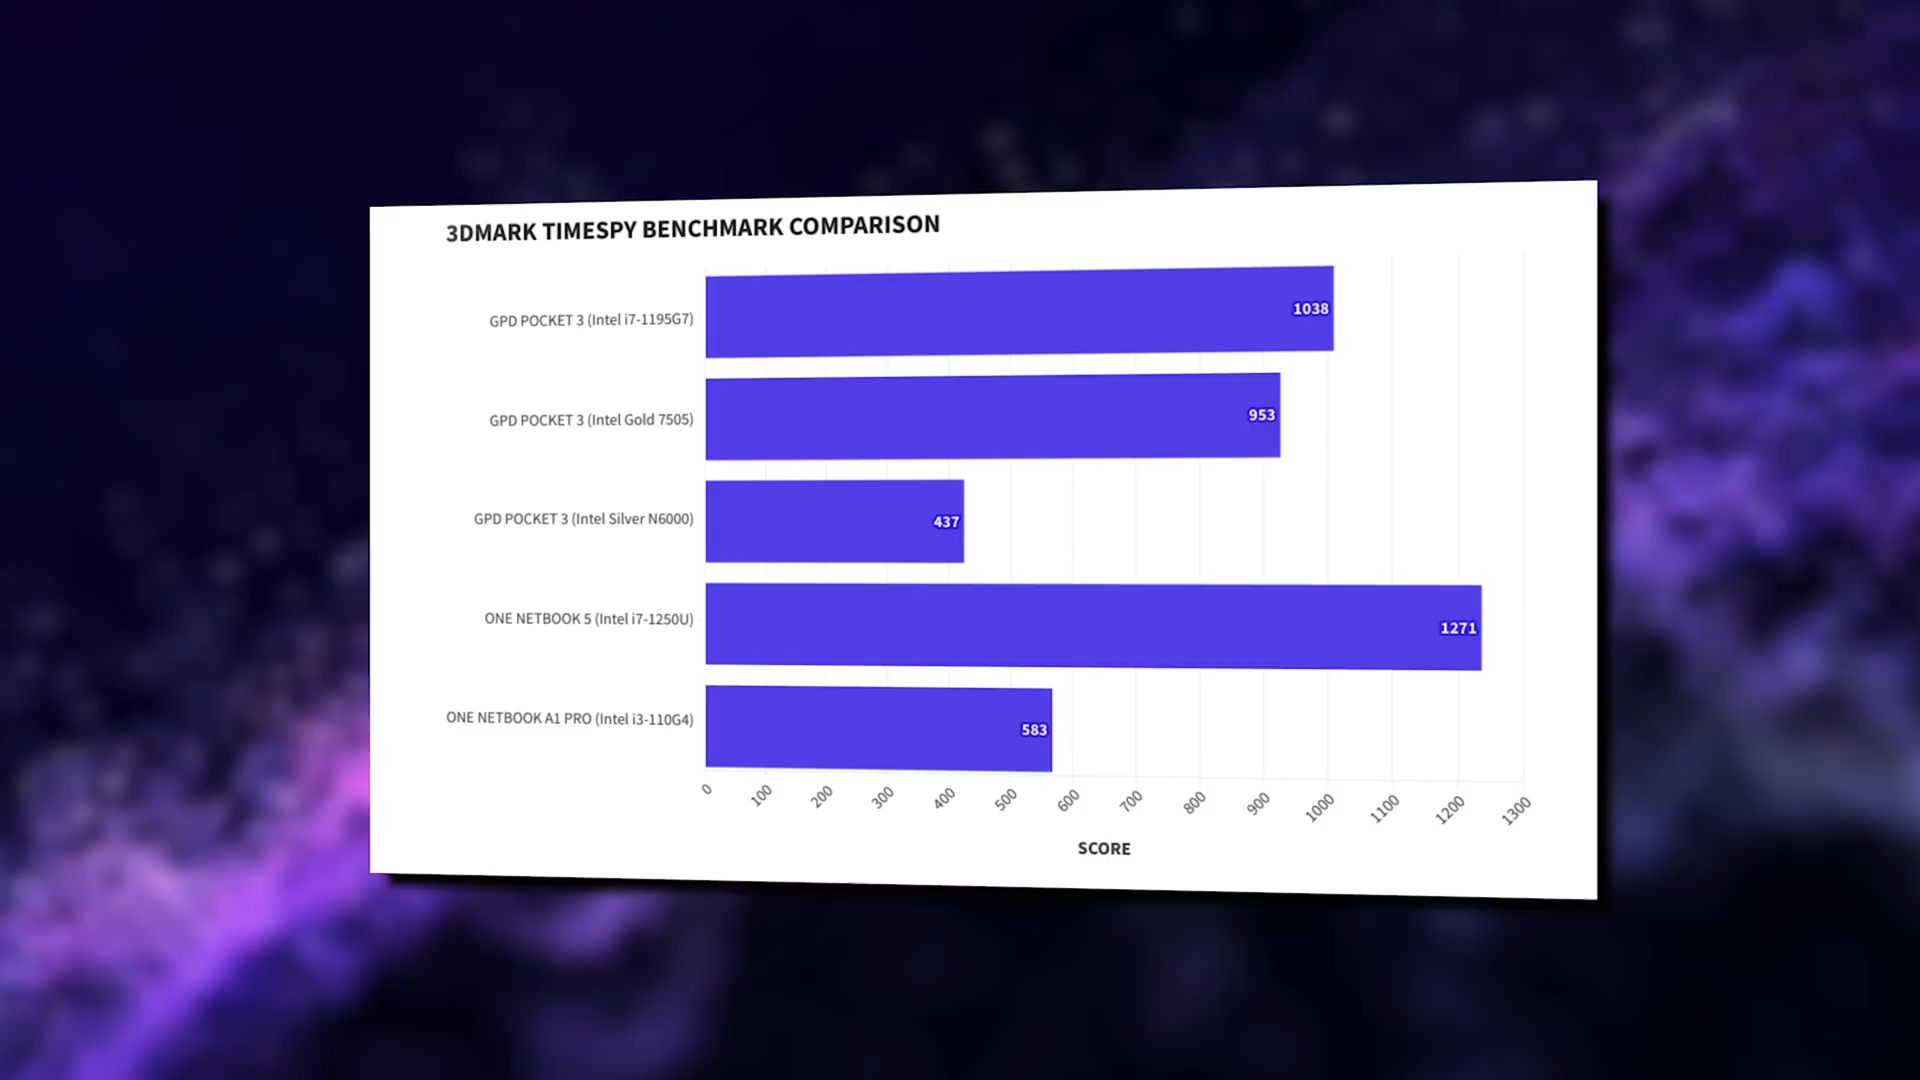 3DMARK TIMESPY BENCHMARK COMPARISON
GPD POCKET 3 (Intel i7-1195G7)
1038
GPD POCKET 3 (Intel Gold 7505)
953
GPD POCKET 3 (Intel Silver N6000)
437
ONE NETBOOK 5 (Intel i7-1250U)
1271
ONE NETBOOK A1 PRO (Intel i3-110G4)
583
0 100 200 300 400 500 600 700 800 900 1000 1100 1200 1300
SCORE